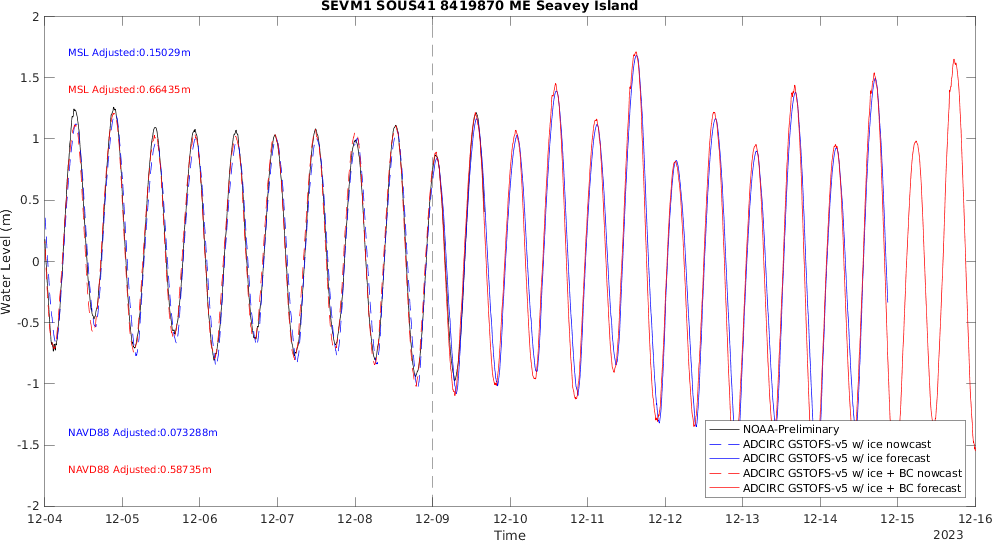 SEVM1 SOUS41 8419870 ME Seavey Island
2
1.5
1
0.5
0
-0.5
-1
-1.5
-2
Water Level (m)
MSL Adjusted:0.15029m
MSL Adjusted:0.66435m
NAVD88 Adjusted:0.073288m
NAVD88 Adjusted:0.58735m
NOAA-Preliminary
ADCIRC GSTOFS-v5 w/ ice nowcast
ADCIRC GSTOFS-v5 w/ ice forecast
ADCIRC GSTOFS-v5 w/ ice + BC nowcast
ADCIRC GSTOFS-v5 w/ ice + BC forecast
12-04 12-05 12-06 12-07 12-08 12-09 12-10 12-11 12-12 12-13 12-14 12-15 12-16
Time
2023